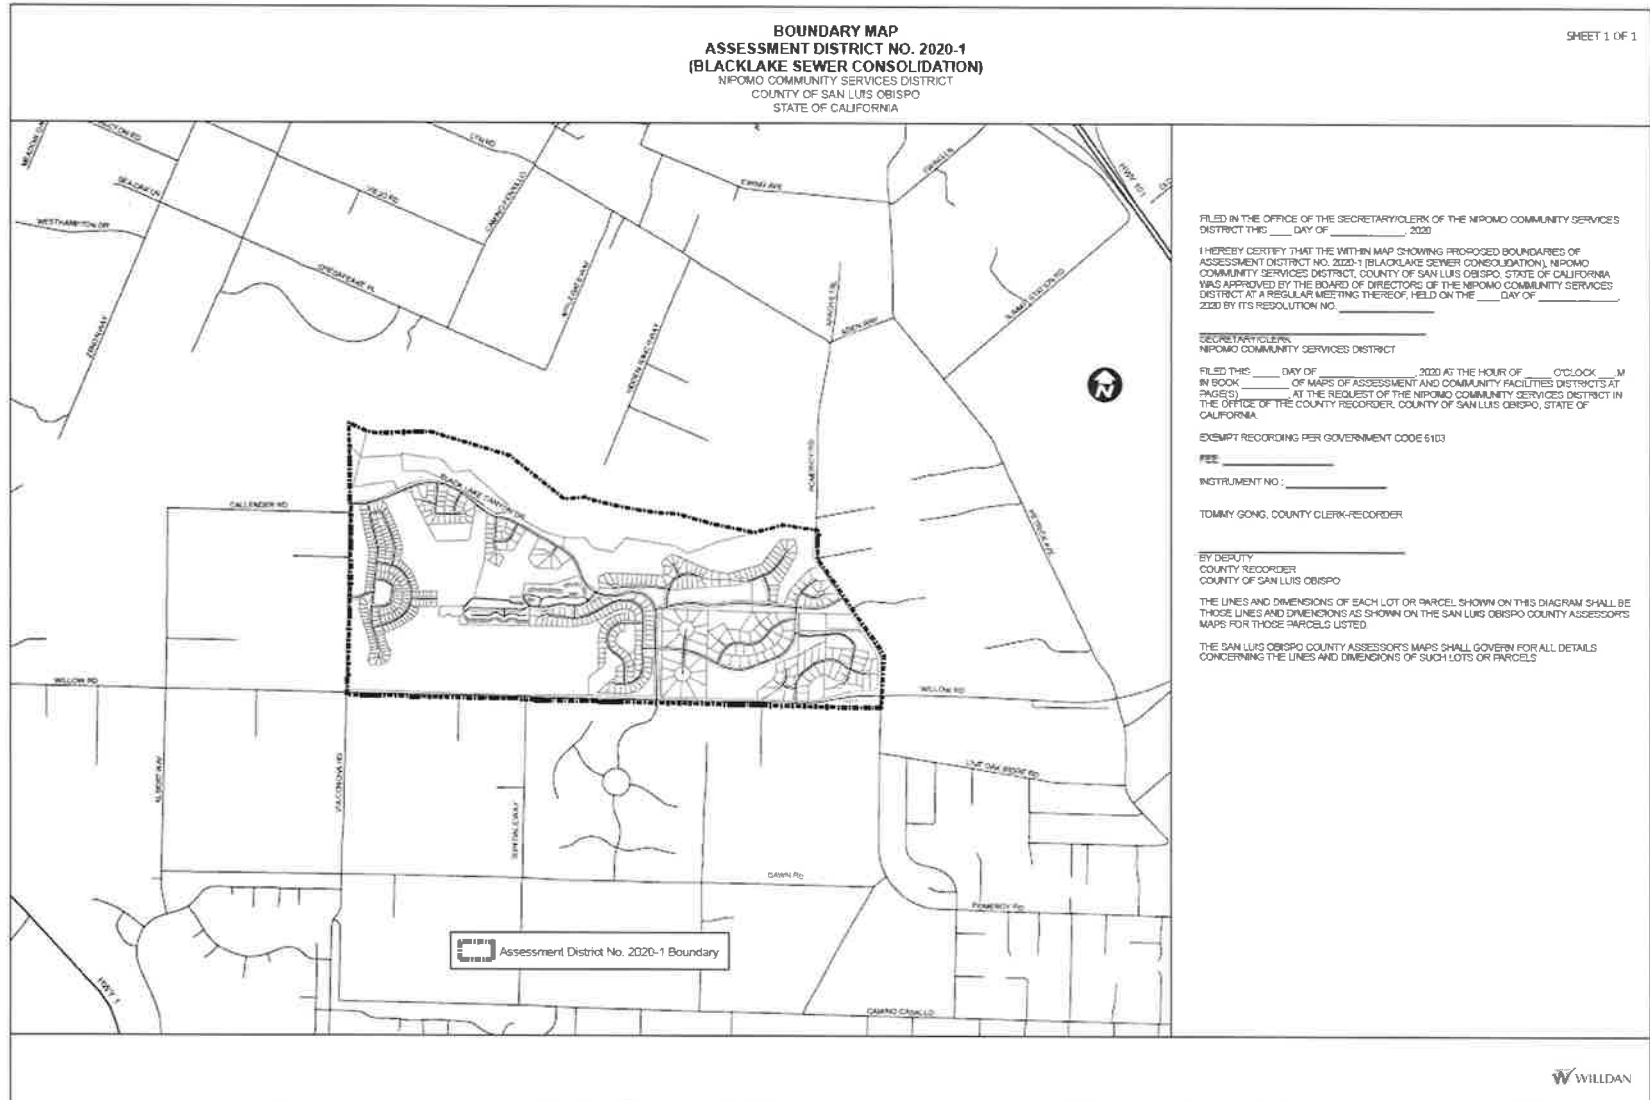 BOUNDARY MAP
ASSESSMENT DISTRICT NO. 2020-1
(BLACKLAKE SEWER CONSOLIDATION)
NIPOMO COMMUNITY SERVICES DISTRICT
COUNTY OF SAN LUIS OBISPO
STATE OF CALIFORNIA
SHEET 1 OF 1
WESTHAMPTON DR
VIEJO RD
CHESAPEAKE PL
HWY 101
ASPEN WAY
POMEROY RD
N
CALLENDER RD
BLACK LAKE CANYON DR
WILLOW RD
WILLOW RD
ALBERT WAY
LIVE OAK RIDGE RD
DAWN RD
POMEROY RD
HWY 1
CAMINO CABALLO
Assessment District No. 2020-1 Boundary
FILED IN THE OFFICE OF THE SECRETARY/CLERK OF THE NIPOMO COMMUNITY SERVICES
DISTRICT THIS ____ DAY OF ____________, 2020
I HEREBY CERTIFY THAT THE WITHIN MAP SHOWING PROPOSED BOUNDARIES OF
ASSESSMENT DISTRICT NO. 2020-1 (BLACKLAKE SEWER CONSOLIDATION), NIPOMO
COMMUNITY SERVICES DISTRICT, COUNTY OF SAN LUIS OBISPO, STATE OF CALIFORNIA
WAS APPROVED BY THE BOARD OF DIRECTORS OF THE NIPOMO COMMUNITY SERVICES
DISTRICT AT A REGULAR MEETING THEREOF, HELD ON THE ____ DAY OF ____________,
2020 BY ITS RESOLUTION NO. ____________
SECRETARY/CLERK
NIPOMO COMMUNITY SERVICES DISTRICT
FILED THIS ____ DAY OF ____________, 2020 AT THE HOUR OF ____ O'CLOCK ___M
IN BOOK ________ OF MAPS OF ASSESSMENT AND COMMUNITY FACILITIES DISTRICTS AT
PAGE(S) ________, AT THE REQUEST OF THE NIPOMO COMMUNITY SERVICES DISTRICT IN
THE OFFICE OF THE COUNTY RECORDER, COUNTY OF SAN LUIS OBISPO, STATE OF
CALIFORNIA.
EXEMPT RECORDING PER GOVERNMENT CODE 6103
FEE: ____________
INSTRUMENT NO.: ____________
TOMMY GONG, COUNTY CLERK-RECORDER
BY DEPUTY
COUNTY RECORDER
COUNTY OF SAN LUIS OBISPO
THE LINES AND DIMENSIONS OF EACH LOT OR PARCEL SHOWN ON THIS DIAGRAM SHALL BE
THOSE LINES AND DIMENSIONS AS SHOWN ON THE SAN LUIS OBISPO COUNTY ASSESSOR'S
MAPS FOR THOSE PARCELS LISTED.
THE SAN LUIS OBISPO COUNTY ASSESSOR'S MAPS SHALL GOVERN FOR ALL DETAILS
CONCERNING THE LINES AND DIMENSIONS OF SUCH LOTS OR PARCELS
WILLDAN